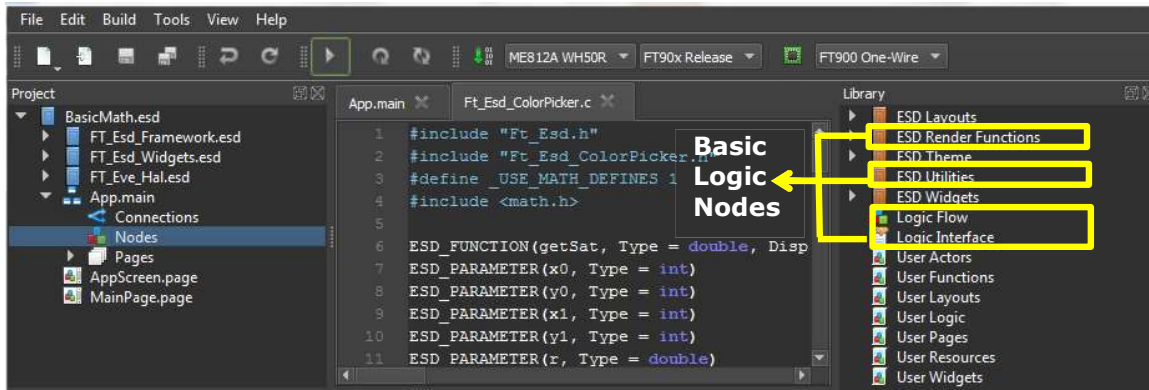 File Edit Build Tools View Help
ME812A WH50R FT90x Release FT900 One-Wire
Project
BasicMath.esd
FT_Esd_Framework.esd
FT_Esd_Widgets.esd
FT_Eve_Hal.esd
App.main
Connections
Nodes
Pages
AppScreen.page
MainPage.page
App.main Ft_Esd_ColorPicker.c
1 #include "Ft_Esd.h"
2 #include "Ft_Esd_ColorPicker.h"
3 #define _USE_MATH_DEFINES 1
4 #include <math.h>
5
6 ESD_FUNCTION(getSat, Type = double, Disp
7 ESD_PARAMETER(x0, Type = int)
8 ESD_PARAMETER(y0, Type = int)
9 ESD_PARAMETER(x1, Type = int)
10 ESD_PARAMETER(y1, Type = int)
11 ESD_PARAMETER(r, Type = double)
Basic
Logic
Nodes
Library
ESD Layouts
ESD Render Functions
ESD Theme
ESD Utilities
ESD Widgets
Logic Flow
Logic Interface
User Actors
User Functions
User Layouts
User Logic
User Pages
User Resources
User Widgets